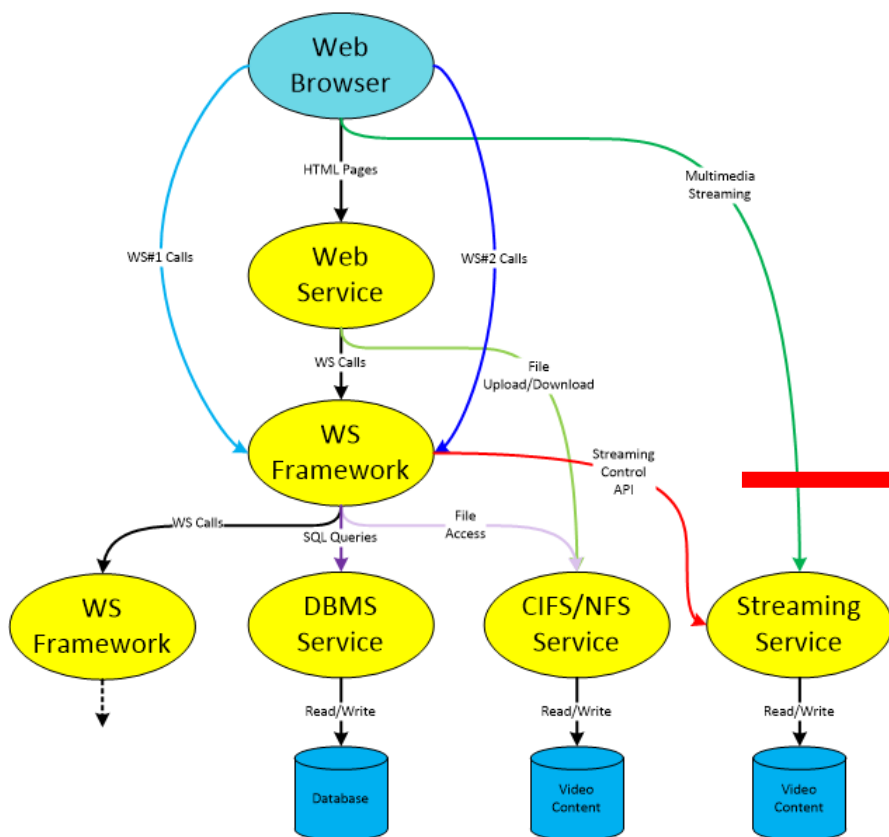 Web
Browser
HTML Pages
Multimedia
Streaming
WS#1 Calls
WS#2 Calls
Web
Service
WS Calls
File
Upload/Download
WS
Framework
Streaming
Control
API
WS Calls
SQL Queries
File
Access
WS
Framework
DBMS
Service
CIFS/NFS
Service
Streaming
Service
Read/Write
Read/Write
Read/Write
Database
Video
Content
Video
Content